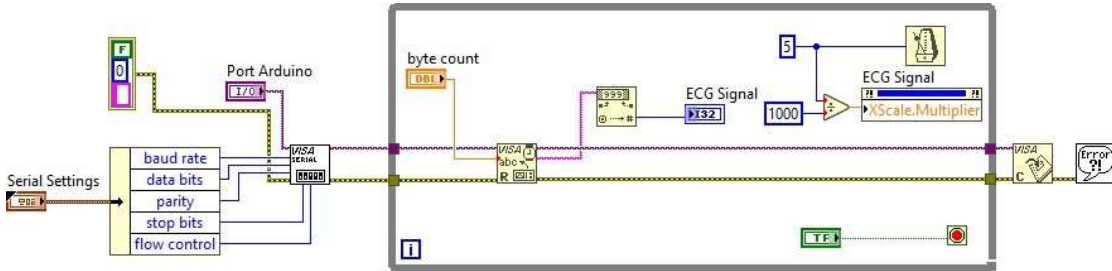 F
0
Port Arduino
I/O
VISA
SERIAL
baud rate
data bits
parity
stop bits
flow control
Serial Settings
byte count
DBL
VISA
abc
R
999
#
ECG Signal
I32
5
1000
÷
ECG Signal
?! ?!
XScale.Multiplier
i
TF
VISA
C
Error
?!